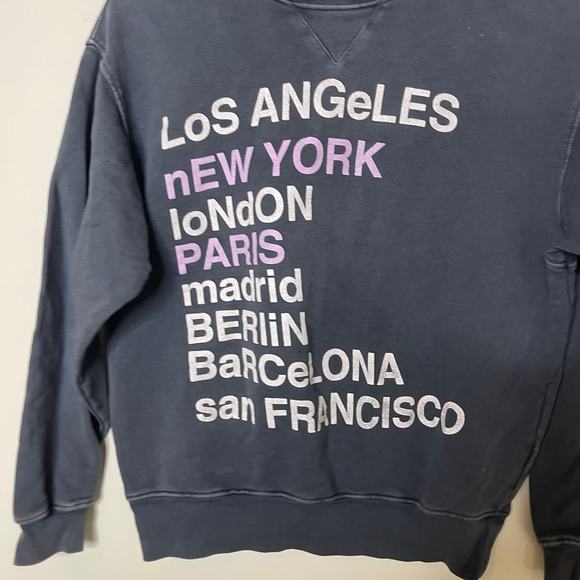 LoS ANGeLES
nEW YORK
loNdON
PARIS
madrid
BERliN
BaRCeLONA
san FRANCISCO